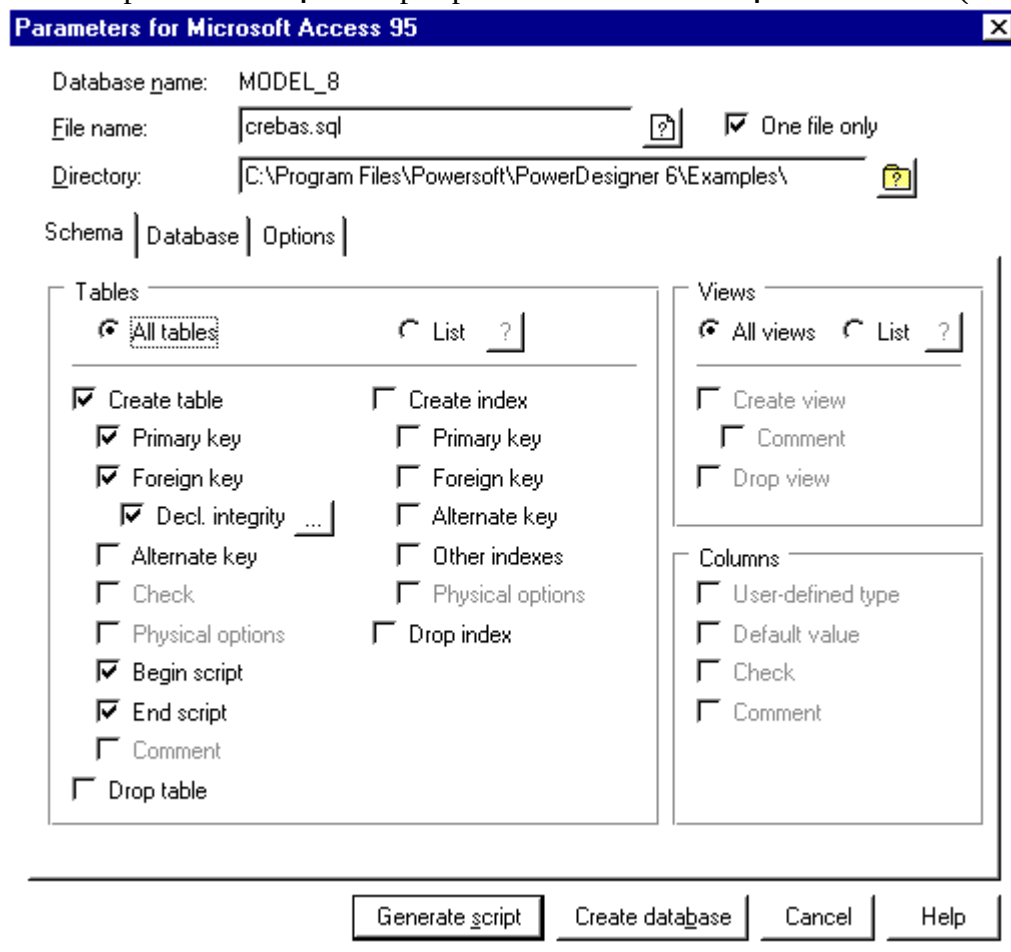 Parameters for Microsoft Access 95
Database name: MODEL_8
File name: crebas.sql ? One file only
Directory: C:\Program Files\Powersoft\PowerDesigner 6\Examples\ ?
Schema Database Options
Tables Views
All tables List ? All views List ?
Create table Create index Create view
Primary key Primary key Comment
Foreign key Foreign key Drop view
Decl. integrity ... Alternate key
Alternate key Other indexes Columns
Check Physical options User-defined type
Physical options Drop index Default value
Begin script Check
End script Comment
Comment
Drop table
Generate script Create database Cancel Help